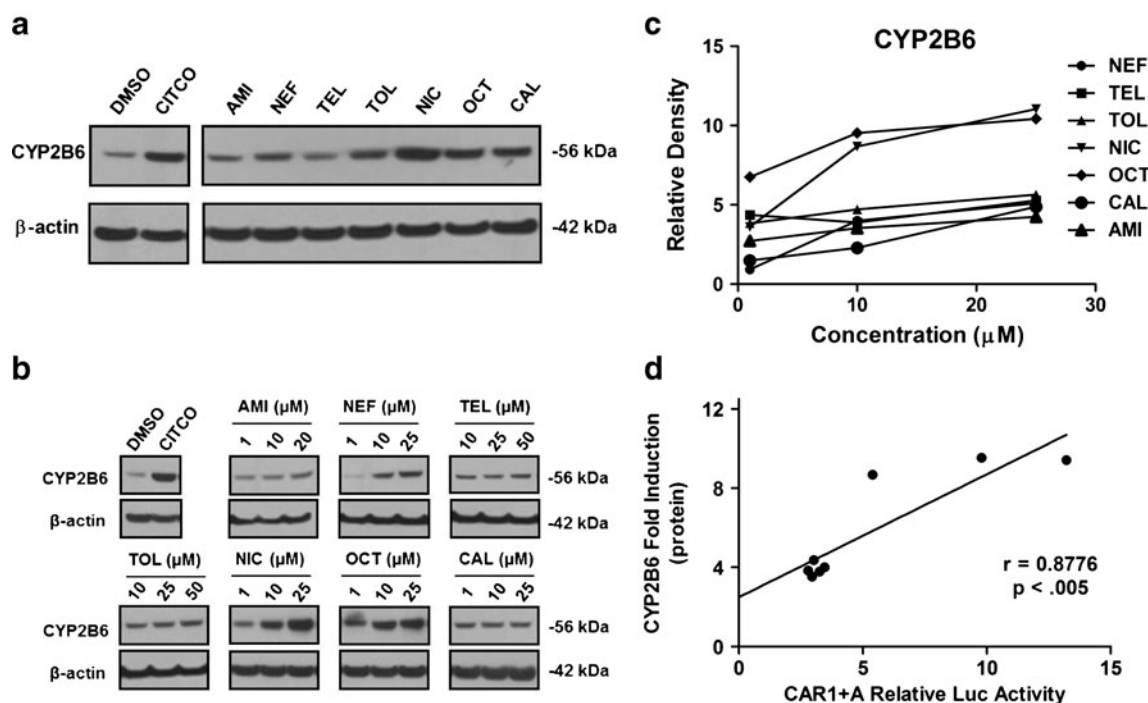 a
DMSO CITCO AMI NEF TEL TOL NIC OCT CAL
CYP2B6 -56 kDa
β-actin -42 kDa
b
AMI (μM) NEF (μM) TEL (μM)
DMSO CITCO 1 10 20 1 10 25 10 25 50
CYP2B6 -56 kDa
β-actin -42 kDa
TOL (μM) NIC (μM) OCT (μM) CAL (μM)
10 25 50 1 10 25 1 10 25 1 10 25
CYP2B6 -56 kDa
β-actin -42 kDa
c
CYP2B6
Relative Density
15
10
5
0
0 10 20 30
Concentration (μM)
NEF
TEL
TOL
NIC
OCT
CAL
AMI
d
CYP2B6 Fold Induction
(protein)
12
8
4
0
r = 0.8776
p < .005
0 5 10 15
CAR1+A Relative Luc Activity